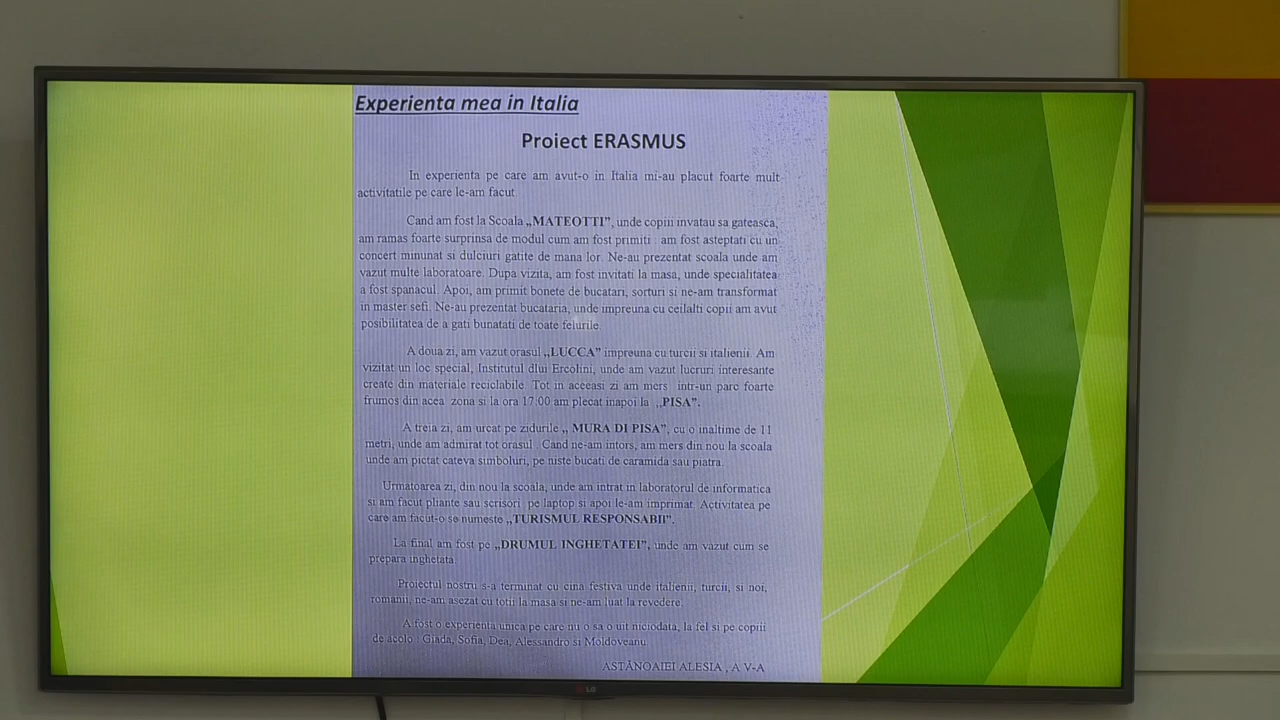 Experienta mea in Italia
Proiect ERASMUS
In experienta pe care am avut-o in Italia mi-au placut foarte mult
activitatile pe care le-am facut
Cand am fost la Scoala „MATEOTTI”, unde copiii invatau sa gateasca,
am ramas foarte surprinsa de modul cum am fost primiti : am fost asteptati cu un
concert minunat si dulciuri gatite de mana lor. Ne-au prezentat scoala unde am
vazut multe laboratoare. Dupa vizita, am fost invitati la masa, unde specialitatea
a fost spanacul. Apoi, am primit bonete de bucatari, sorturi si ne-am transformat
in master sefi. Ne-au prezentat bucataria, unde impreuna cu ceilalti copii am avut
posibilitatea de a gati bunatati de toate felurile.
A doua zi, am vazut orasul „LUCCA” impreuna cu turcii si italienii. Am
vizitat un loc special, Institutul dlui Ercolini, unde am vazut lucruri interesante
create din materiale reciclabile. Tot in aceeasi zi am mers intr-un parc foarte
frumos din acea zona si la ora 17:00 am plecat inapoi la „PISA”.
A treia zi, am urcat pe zidurile „ MURA DI PISA”, cu o inaltime de 11
metri, unde am admirat tot orasul . Cand ne-am intors, am mers din nou la scoala
unde am pictat cateva simboluri, pe niste bucati de caramida sau piatra.
Urmatoarea zi, din nou la scoala, unde am intrat in laboratorul de informatica
si am facut pliante sau scrisori pe laptop si apoi le-am imprimat. Activitatea pe
care am facut-o se numeste „TURISMUL RESPONSABIL”.
La final am fost pe „DRUMUL INGHETATEI”, unde am vazut cum se
prepara inghetata.
Proiectul nostru s-a terminat cu cina festiva unde italienii, turcii, si noi,
romanii, ne-am asezat cu totii la masa si ne-am luat la revedere.
A fost o experienta unica pe care nu o sa o uit niciodata, la fel si pe copiii
de acolo : Giada, Sofia, Dea, Alessandro si Moldoveanu.
ASTĂNOAIEI ALESIA , A V-A
LG